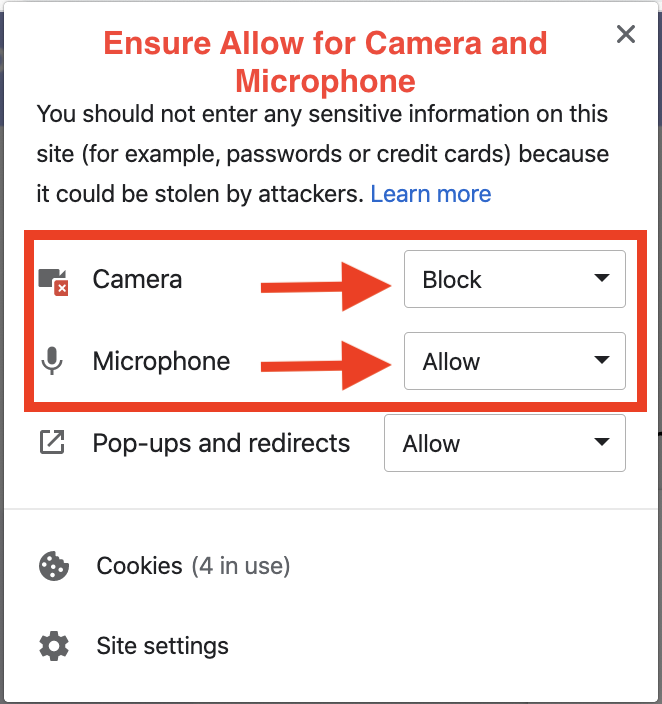 Ensure Allow for Camera and
Microphone
You should not enter any sensitive information on this
site (for example, passwords or credit cards) because
it could be stolen by attackers. Learn more
Camera Block
Microphone Allow
Pop-ups and redirects Allow
Cookies (4 in use)
Site settings